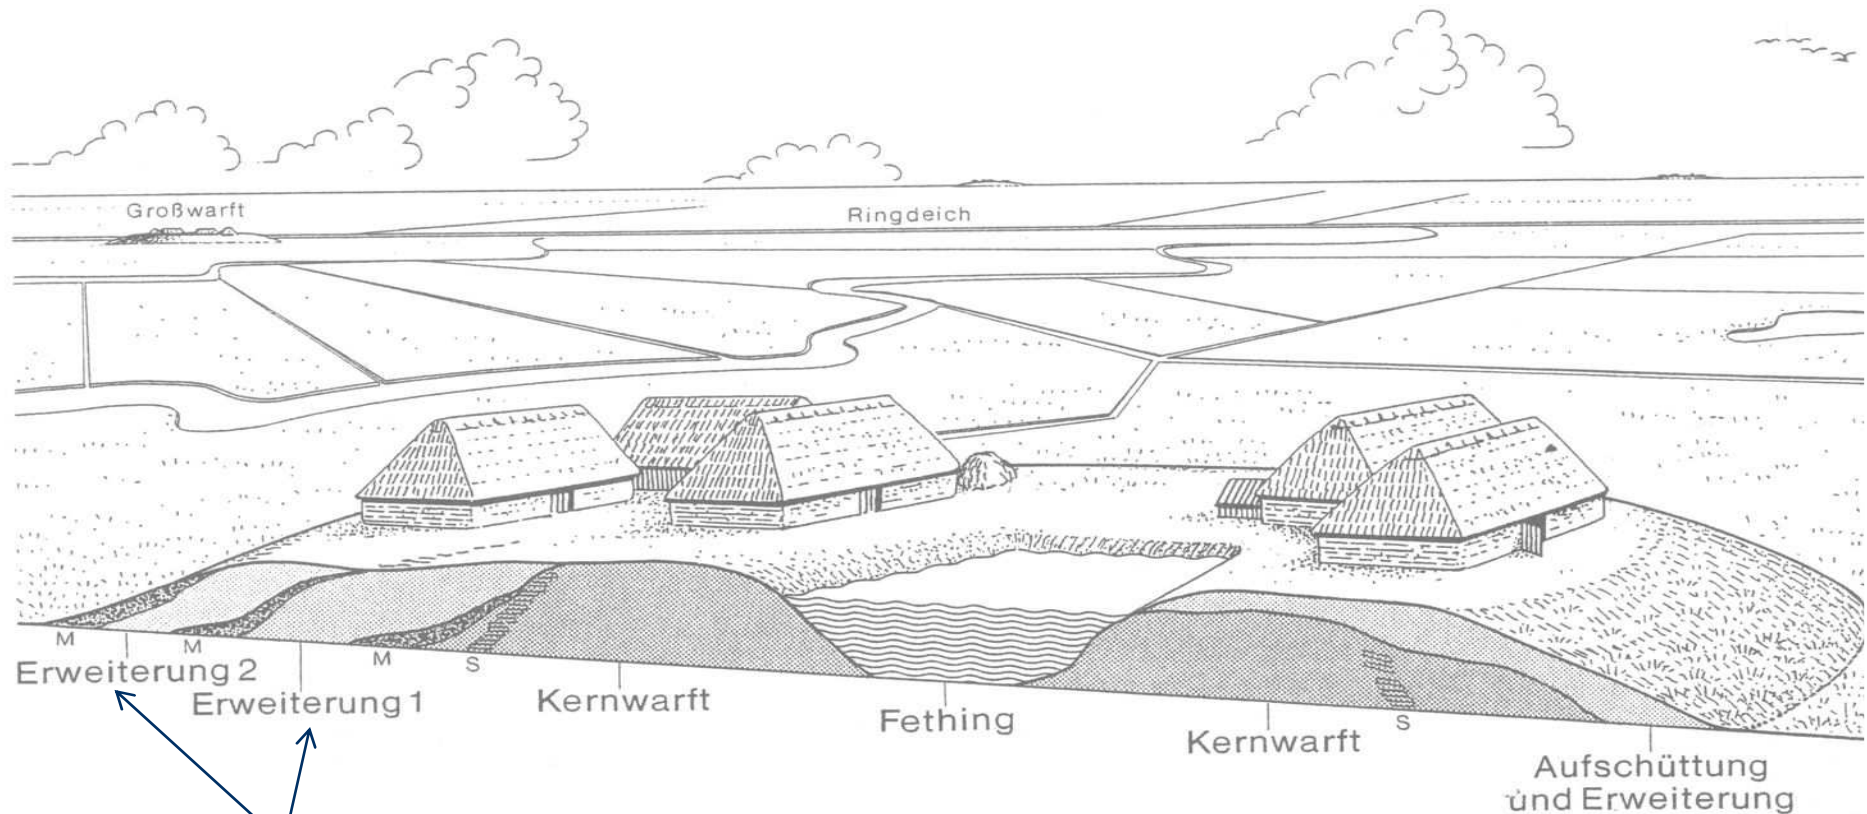 Großwarft
Ringdeich
M
M
M
S
S
Erweiterung 2
Erweiterung 1
Kernwarft
Fething
Kernwarft
Aufschüttung
und Erweiterung